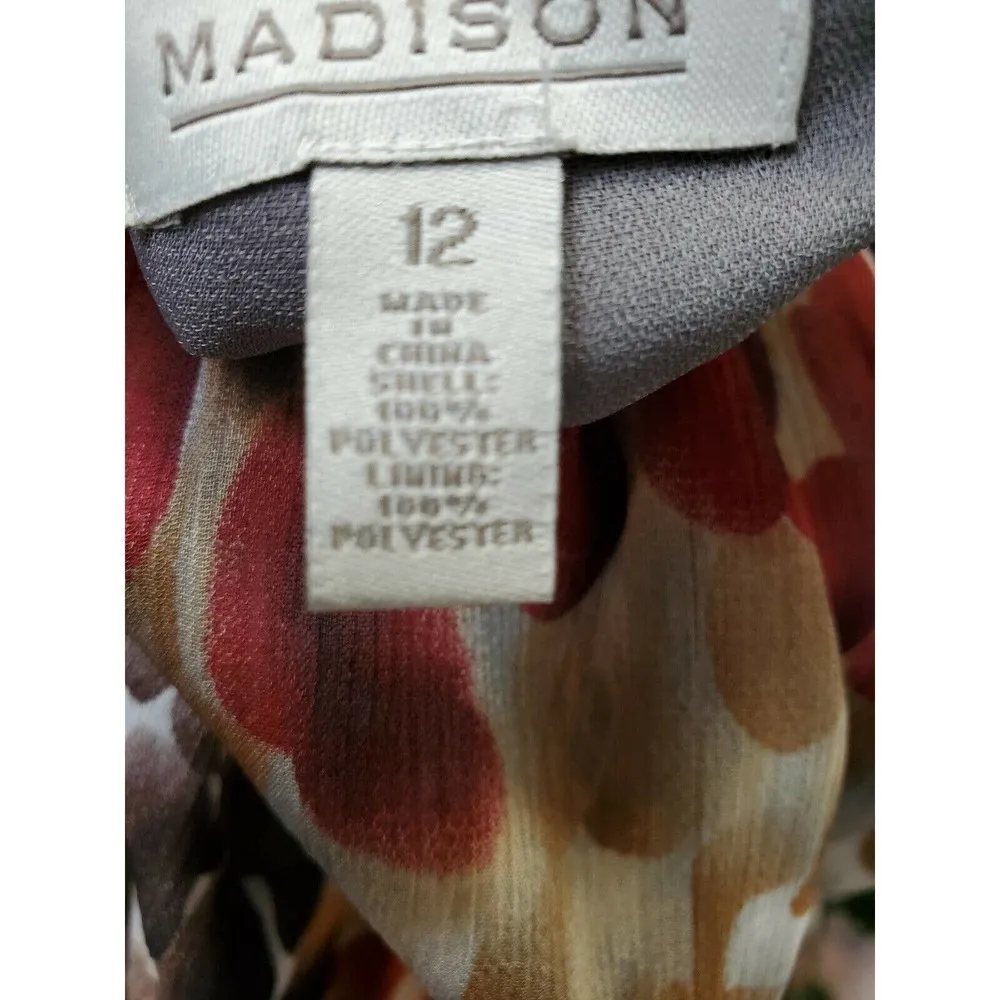 MADISON
12
MADE
IN
CHINA
SHELL:
100%
POLYESTER
LINING:
100%
POLYESTER